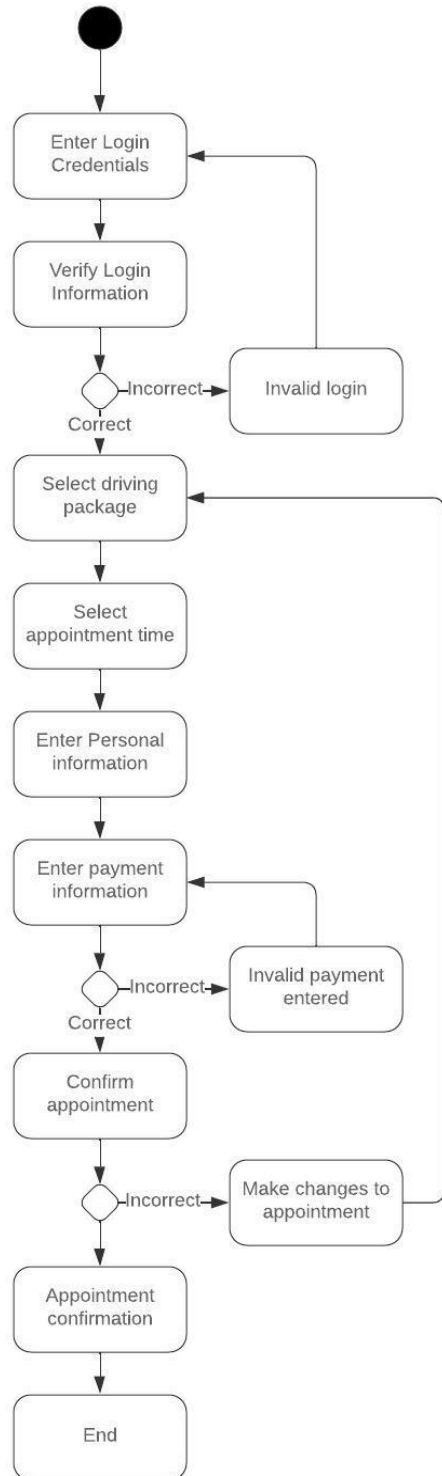 Enter Login
Credentials
Verify Login
Information
Incorrect
Invalid login
Correct
Select driving
package
Select
appointment time
Enter Personal
information
Enter payment
information
Incorrect
Invalid payment
entered
Correct
Confirm
appointment
Incorrect
Make changes to
appointment
Appointment
confirmation
End